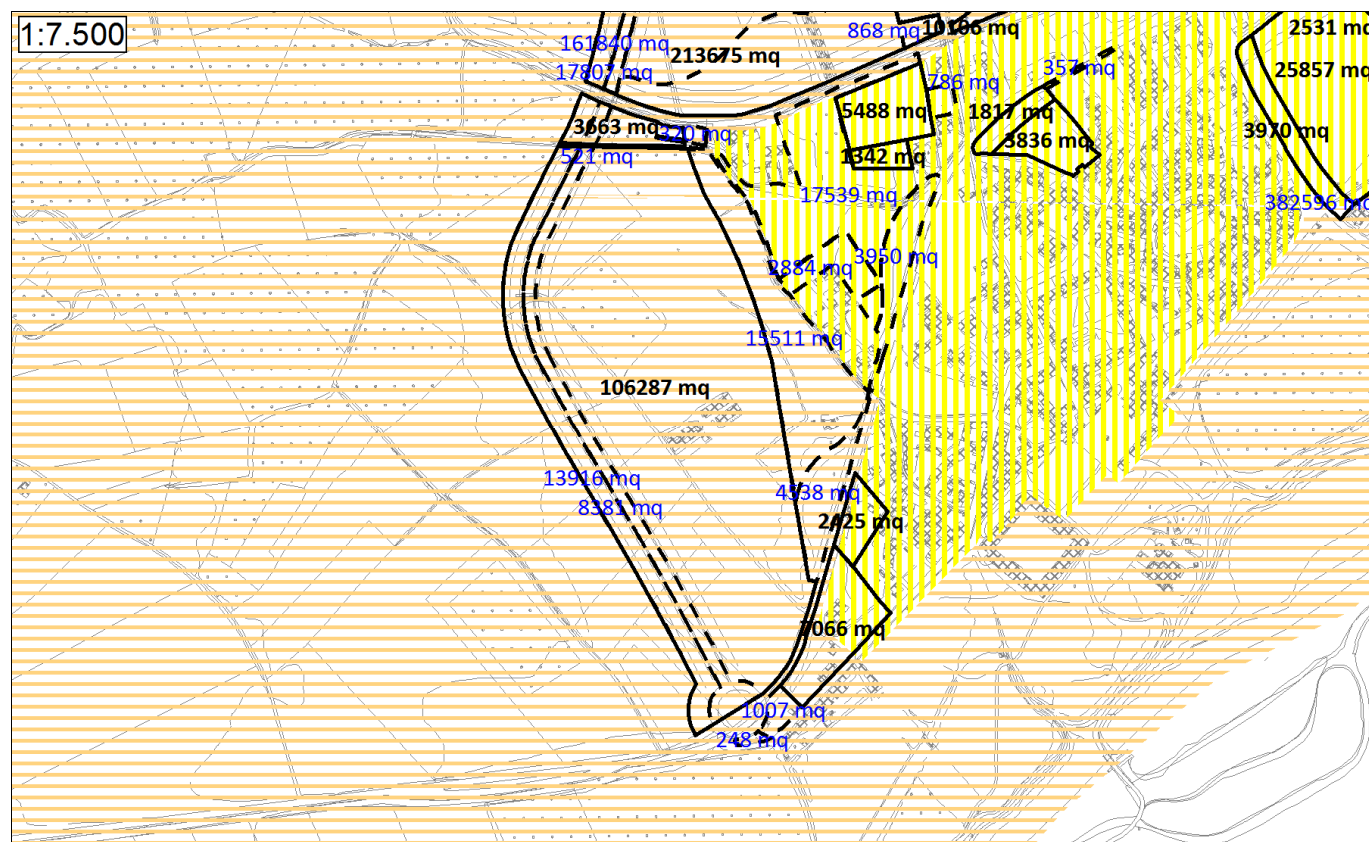 1:7.500
161840 mq
213675 mq
868 mq
10106 mq
2531 mq
17807 mq
786 mq
357 mq
25857 mq
3663 mq
320 mq
5488 mq
1817 mq
3836 mq
3970 mq
521 mq
1342 mq
17539 mq
382596 mq
2884 mq
3950 mq
15511 mq
106287 mq
13916 mq
8381 mq
4538 mq
2425 mq
7066 mq
1007 mq
248 mq